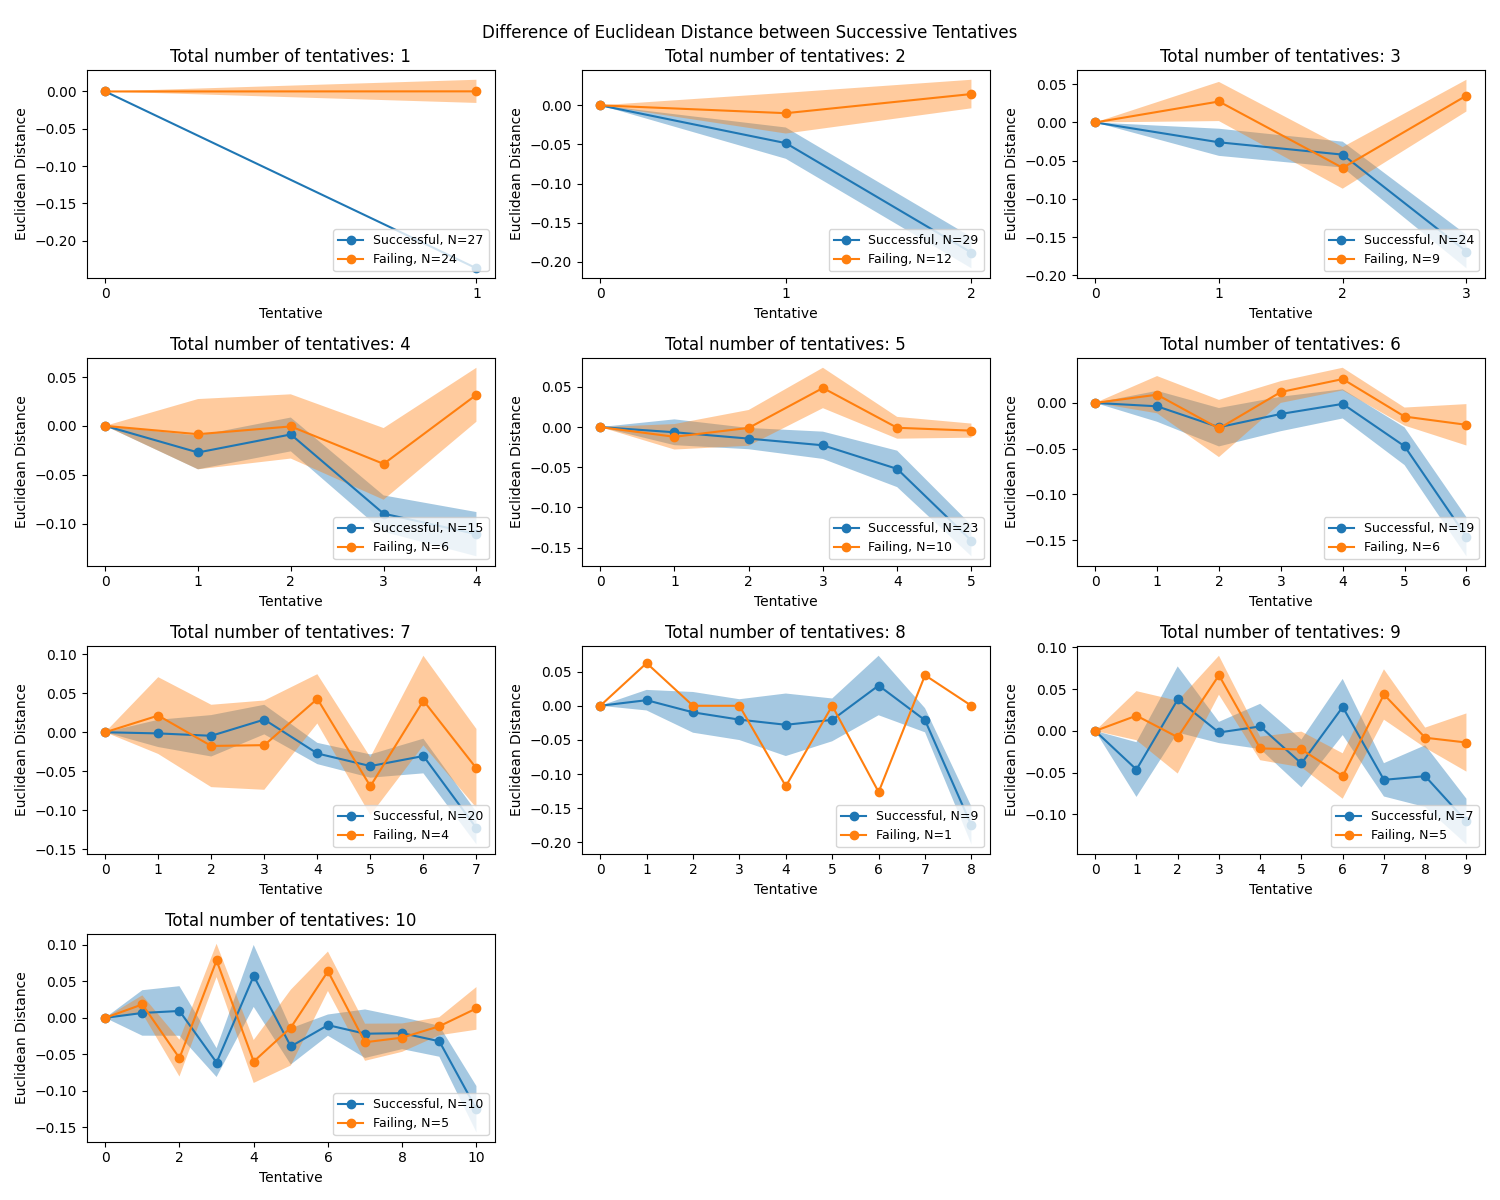 Difference of Euclidean Distance between Successive Tentatives
Total number of tentatives: 1
0.00
−0.05
−0.10
−0.15
−0.20
Euclidean Distance
Successful, N=27
Failing, N=24
0 1
Tentative
Total number of tentatives: 2
0.00
−0.05
−0.10
−0.15
−0.20
Euclidean Distance
Successful, N=29
Failing, N=12
0 1 2
Tentative
Total number of tentatives: 3
0.05
0.00
−0.05
−0.10
−0.15
−0.20
Euclidean Distance
Successful, N=24
Failing, N=9
0 1 2 3
Tentative
Total number of tentatives: 4
0.05
0.00
−0.05
−0.10
Euclidean Distance
Successful, N=15
Failing, N=6
0 1 2 3 4
Tentative
Total number of tentatives: 5
0.05
0.00
−0.05
−0.10
−0.15
Euclidean Distance
Successful, N=23
Failing, N=10
0 1 2 3 4 5
Tentative
Total number of tentatives: 6
0.00
−0.05
−0.10
−0.15
Euclidean Distance
Successful, N=19
Failing, N=6
0 1 2 3 4 5 6
Tentative
Total number of tentatives: 7
0.10
0.05
0.00
−0.05
−0.10
−0.15
Euclidean Distance
Successful, N=20
Failing, N=4
0 1 2 3 4 5 6 7
Tentative
Total number of tentatives: 8
0.05
0.00
−0.05
−0.10
−0.15
−0.20
Euclidean Distance
Successful, N=9
Failing, N=1
0 1 2 3 4 5 6 7 8
Tentative
Total number of tentatives: 9
0.10
0.05
0.00
−0.05
−0.10
Euclidean Distance
Successful, N=7
Failing, N=5
0 1 2 3 4 5 6 7 8 9
Tentative
Total number of tentatives: 10
0.10
0.05
0.00
−0.05
−0.10
−0.15
Euclidean Distance
Successful, N=10
Failing, N=5
0 2 4 6 8 10
Tentative